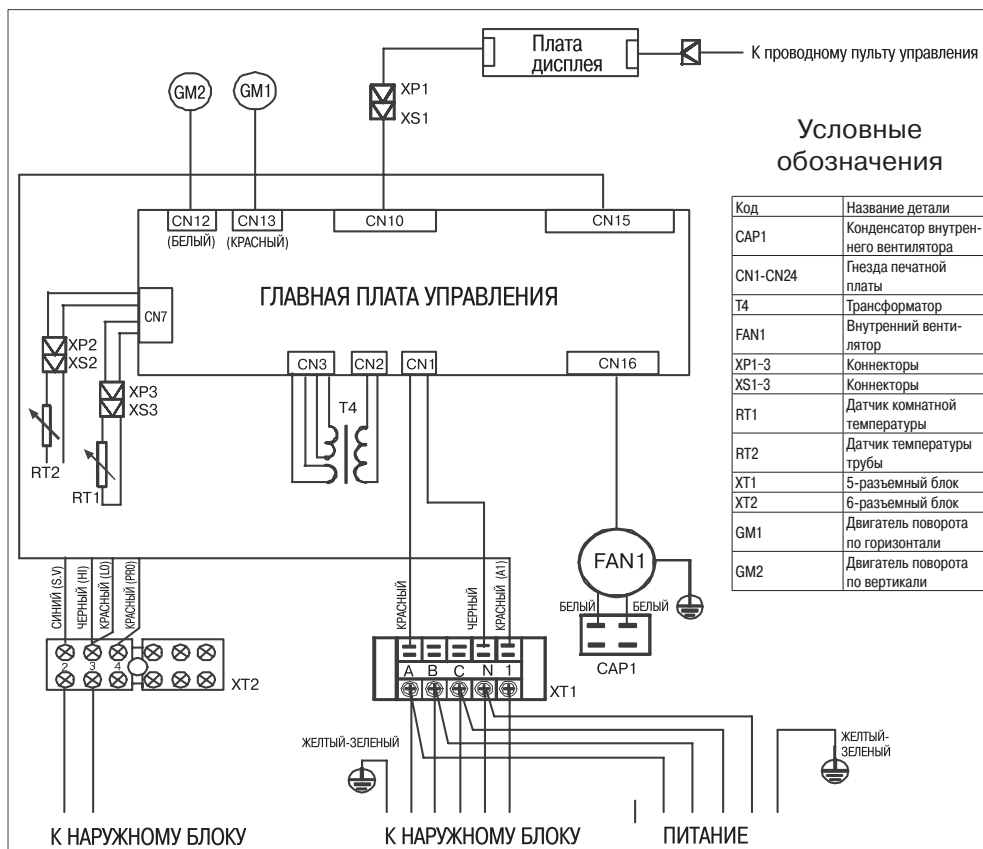 Плата
дисплея
К проводному пульту управления
GM2
GM1
XP1
XS1
Условные
обозначения
CN12
CN13
CN10
CN15
(БЕЛЫЙ)
(КРАСНЫЙ)
ГЛАВНАЯ ПЛАТА УПРАВЛЕНИЯ
CN7
CN3
CN2
CN1
CN16
XP2
XS2
XP3
XS3
T4
RT2
RT1
Код Название детали
CAP1 Конденсатор внутрен-
него вентилятора
CN1-CN24 Гнезда печатной
платы
T4 Трансформатор
FAN1 Внутренний венти-
лятор
XP1-3 Коннекторы
XS1-3 Коннекторы
RT1 Датчик комнатной
температуры
RT2 Датчик температуры
трубы
XT1 5-разъемный блок
XT2 6-разъемный блок
GM1 Двигатель поворота
по горизонтали
GM2 Двигатель поворота
по вертикали
СИНИЙ (S.V)
ЧЕРНЫЙ (HI)
КРАСНЫЙ (LO)
КРАСНЫЙ (PRO)
КРАСНЫЙ
ЧЕРНЫЙ
КРАСНЫЙ (A1)
FAN1
БЕЛЫЙ
БЕЛЫЙ
CAP1
2 3 4
XT2
A B C N 1
XT1
ЖЕЛТЫЙ-ЗЕЛЕНЫЙ
ЖЕЛТЫЙ-
ЗЕЛЕНЫЙ
К НАРУЖНОМУ БЛОКУ
К НАРУЖНОМУ БЛОКУ
ПИТАНИЕ